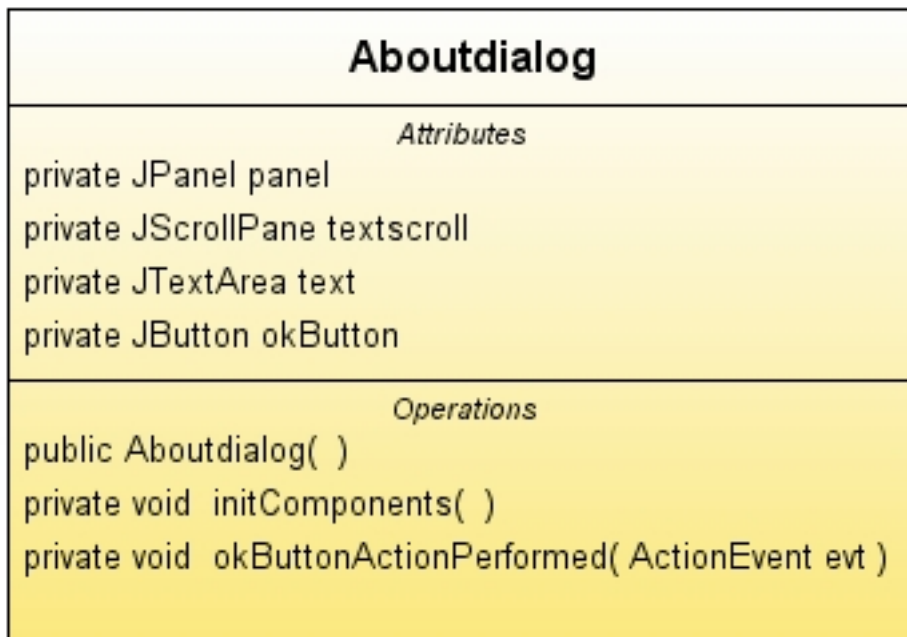 Aboutdialog
Attributes
private JPanel panel
private JScrollPane textscroll
private JTextArea text
private JButton okButton
Operations
public Aboutdialog( )
private void initComponents( )
private void okButtonActionPerformed( ActionEvent evt )